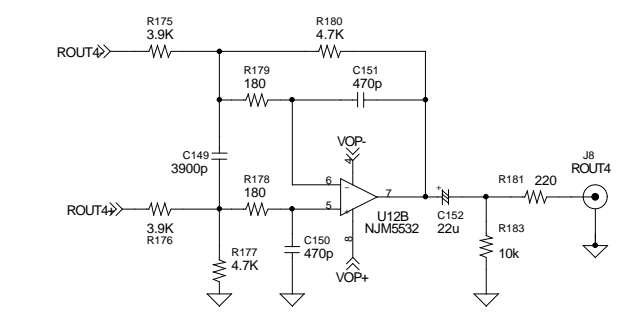 R175
3.9K
R180
4.7K
ROUT4-
R179
180
C151
470p
VOP-
4
J8
ROUT4
C149
3900p
R178
180
6
-
7
R181
220
ROUT4+
5
+
U12B
NJM5532
+
C152
22u
3.9K
R176
R177
4.7K
C150
470p
8
VOP+
R183
10k